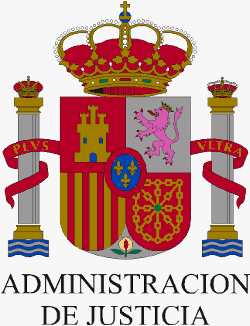 PLVS VLTRA
ADMINISTRACION
DE JUSTICIA